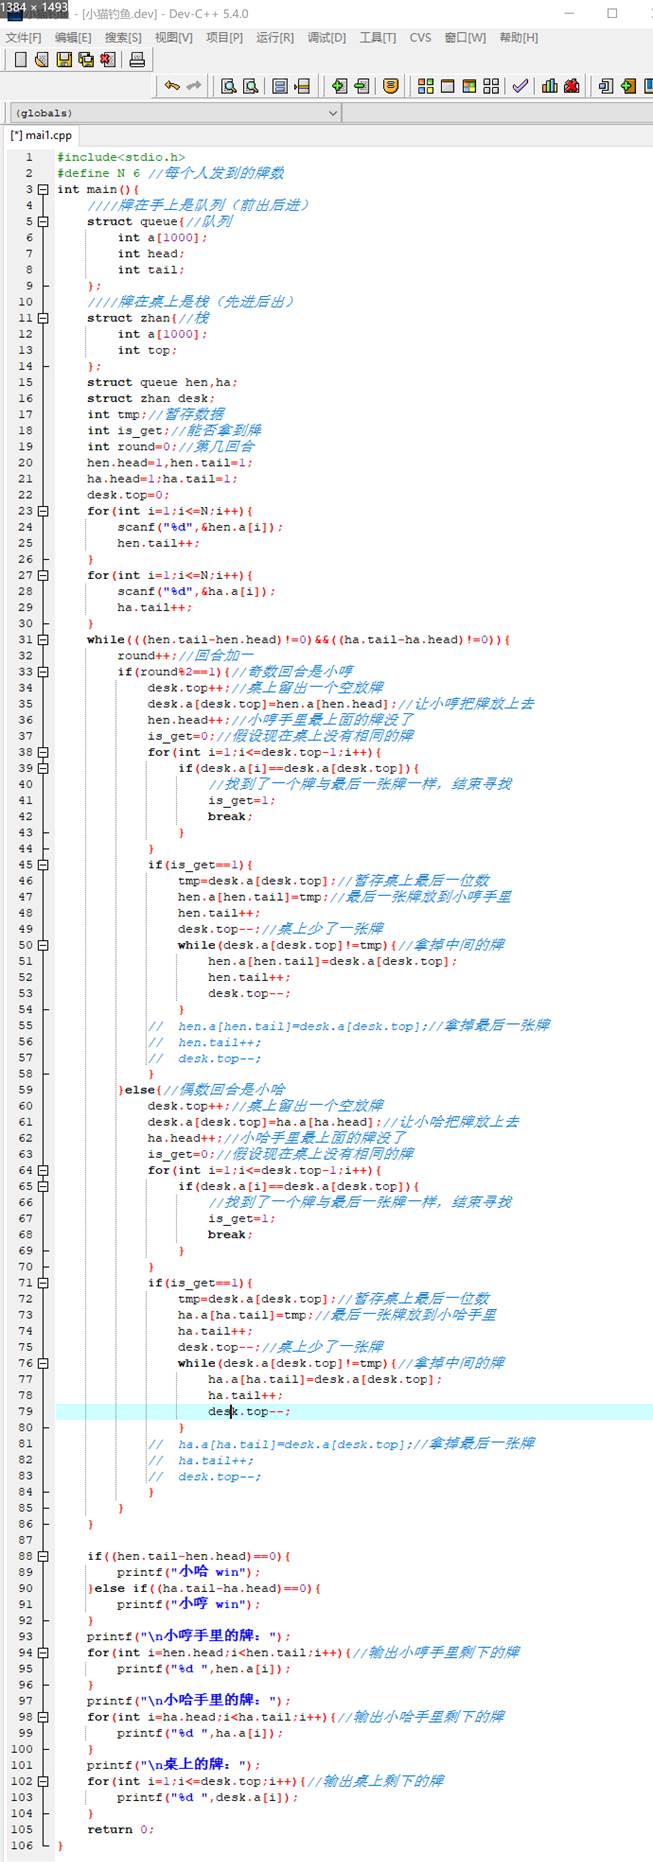 1384 × 1493
小猫钓鱼 - [小猫钓鱼.dev] - Dev-C++ 5.4.0
文件[F] 编辑[E] 搜索[S] 视图[V] 项目[P] 运行[R] 调试[D] 工具[T] CVS 窗口[W] 帮助[H]
(globals)
[*] mai1.cpp
1 #include<stdio.h>
2 #define N 6 //每个人发到的牌数
3 int main(){
4 ////牌在手上是队列（前出后进）
5 struct queue{//队列
6 int a[1000];
7 int head;
8 int tail;
9 };
10 ////牌在桌上是栈（先进后出）
11 struct zhan{//栈
12 int a[1000];
13 int top;
14 };
15 struct queue hen,ha;
16 struct zhan desk;
17 int tmp;//暂存数据
18 int is_get;//能否拿到牌
19 int round=0;//第几回合
20 hen.head=1,hen.tail=1;
21 ha.head=1;ha.tail=1;
22 desk.top=0;
23 for(int i=1;i<=N;i++){
24 scanf("%d",&hen.a[i]);
25 hen.tail++;
26 }
27 for(int i=1;i<=N;i++){
28 scanf("%d",&ha.a[i]);
29 ha.tail++;
30 }
31 while(((hen.tail-hen.head)!=0)&&((ha.tail-ha.head)!=0)){
32 round++;//回合加一
33 if(round%2==1){//奇数回合是小哼
34 desk.top++;//桌上留出一个空放牌
35 desk.a[desk.top]=hen.a[hen.head];//让小哼把牌放上去
36 hen.head++;//小哼手里最上面的牌没了
37 is_get=0;//假设现在桌上没有相同的牌
38 for(int i=1;i<=desk.top-1;i++){
39 if(desk.a[i]==desk.a[desk.top]){
40 //找到了一个牌与最后一张牌一样，结束寻找
41 is_get=1;
42 break;
43 }
44 }
45 if(is_get==1){
46 tmp=desk.a[desk.top];//暂存桌上最后一位数
47 hen.a[hen.tail]=tmp;//最后一张牌放到小哼手里
48 hen.tail++;
49 desk.top--;//桌上少了一张牌
50 while(desk.a[desk.top]!=tmp){//拿掉中间的牌
51 hen.a[hen.tail]=desk.a[desk.top];
52 hen.tail++;
53 desk.top--;
54 }
55 // hen.a[hen.tail]=desk.a[desk.top];//拿掉最后一张牌
56 // hen.tail++;
57 // desk.top--;
58 }
59 }else{//偶数回合是小哈
60 desk.top++;//桌上留出一个空放牌
61 desk.a[desk.top]=ha.a[ha.head];//让小哈把牌放上去
62 ha.head++;//小哈手里最上面的牌没了
63 is_get=0;//假设现在桌上没有相同的牌
64 for(int i=1;i<=desk.top-1;i++){
65 if(desk.a[i]==desk.a[desk.top]){
66 //找到了一个牌与最后一张牌一样，结束寻找
67 is_get=1;
68 break;
69 }
70 }
71 if(is_get==1){
72 tmp=desk.a[desk.top];//暂存桌上最后一位数
73 ha.a[ha.tail]=tmp;//最后一张牌放到小哈手里
74 ha.tail++;
75 desk.top--;//桌上少了一张牌
76 while(desk.a[desk.top]!=tmp){//拿掉中间的牌
77 ha.a[ha.tail]=desk.a[desk.top];
78 ha.tail++;
79 desk.top--;
80 }
81 // ha.a[ha.tail]=desk.a[desk.top];//拿掉最后一张牌
82 // ha.tail++;
83 // desk.top--;
84 }
85 }
86 }
87
88 if((hen.tail-hen.head)==0){
89 printf("小哈 win");
90 }else if((ha.tail-ha.head)==0){
91 printf("小哼 win");
92 }
93 printf("\n小哼手里的牌：");
94 for(int i=hen.head;i<hen.tail;i++){//输出小哼手里剩下的牌
95 printf("%d ",hen.a[i]);
96 }
97 printf("\n小哈手里的牌：");
98 for(int i=ha.head;i<ha.tail;i++){//输出小哈手里剩下的牌
99 printf("%d ",ha.a[i]);
100 }
101 printf("\n桌上的牌：");
102 for(int i=1;i<=desk.top;i++){//输出桌上剩下的牌
103 printf("%d ",desk.a[i]);
104 }
105 return 0;
106 }